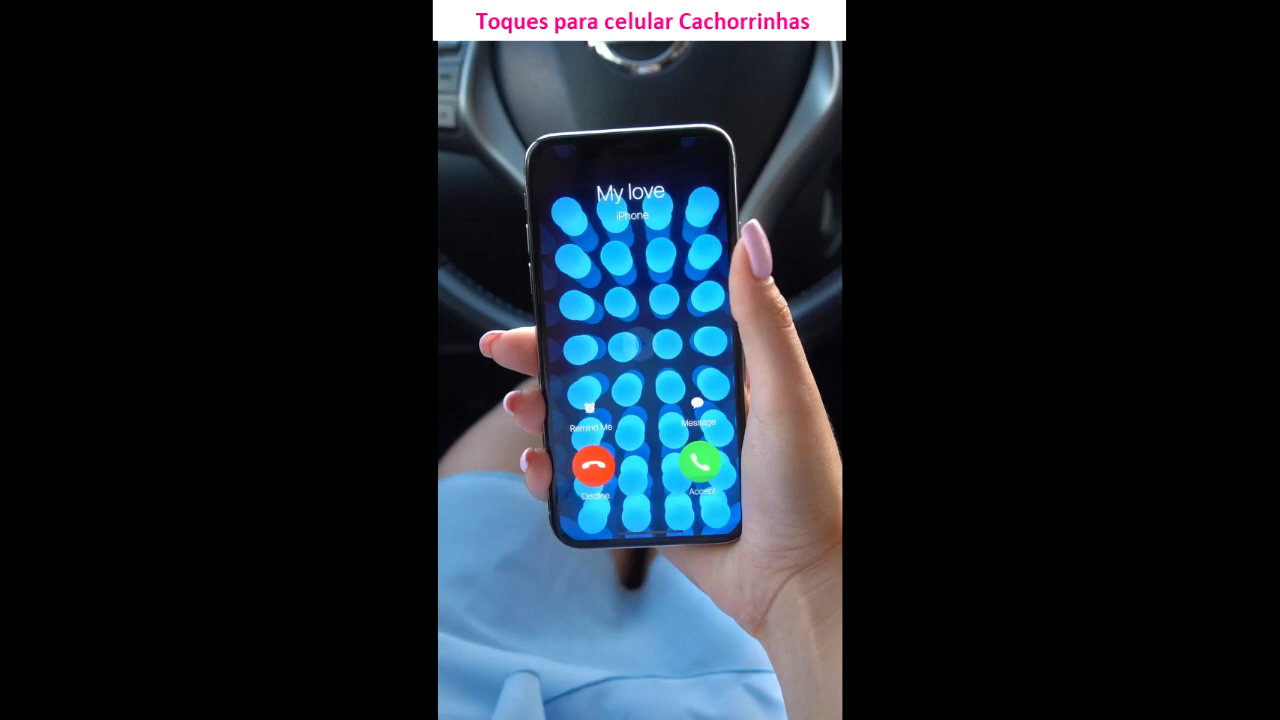 Toques para celular Cachorrinhas
My love
iPhone
Remind Me
Message
Decline
Accept